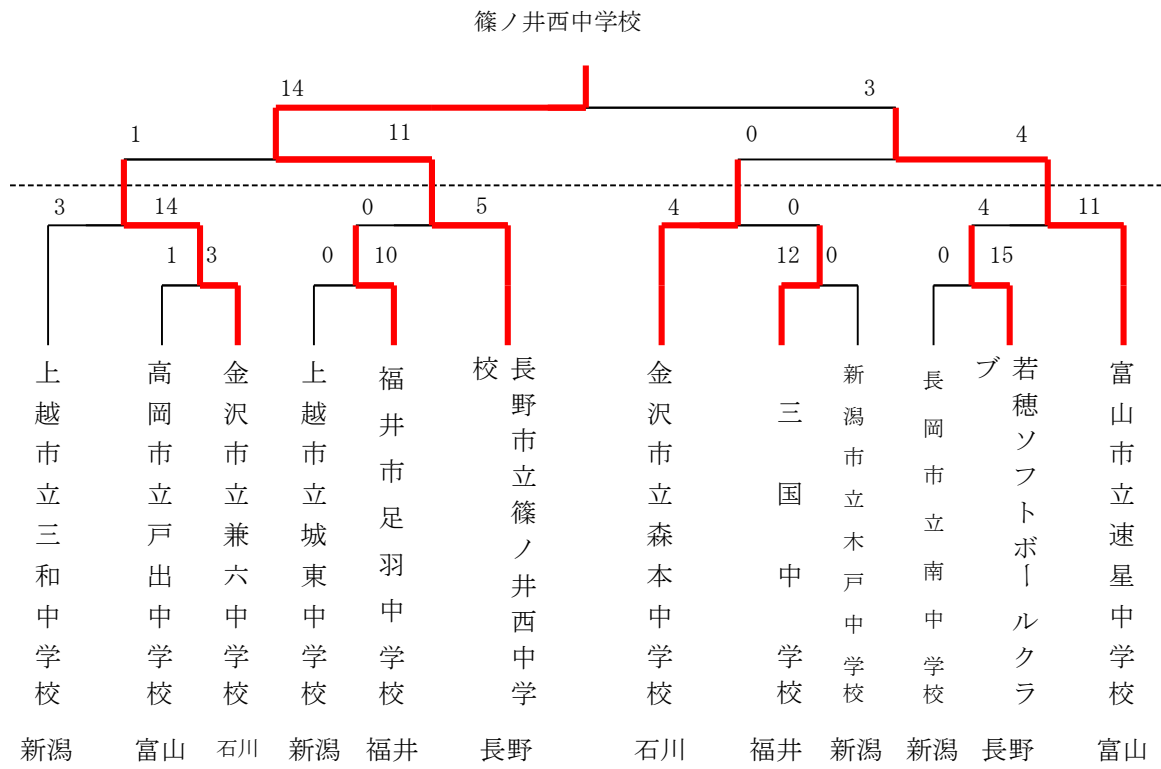 篠ノ井西中学校
14 3
1 11 0 4
3 14 0 5 4 0 4 11
1 3 0 10 12 0 0 15
上越市立三和中学校
高岡市立戸出中学校
金沢市立兼六中学校
上越市立城東中学校
福井市足羽中学校
長野市立篠ノ井西中学
校
金沢市立森本中学校
三国中学校
新潟市立木戸中学校
長岡市立南中学校
若穂ソフトボールクラ
ブ
富山市立速星中学校
新潟 富山 石川 新潟 福井 長野 石川 福井 新潟 新潟 長野 富山